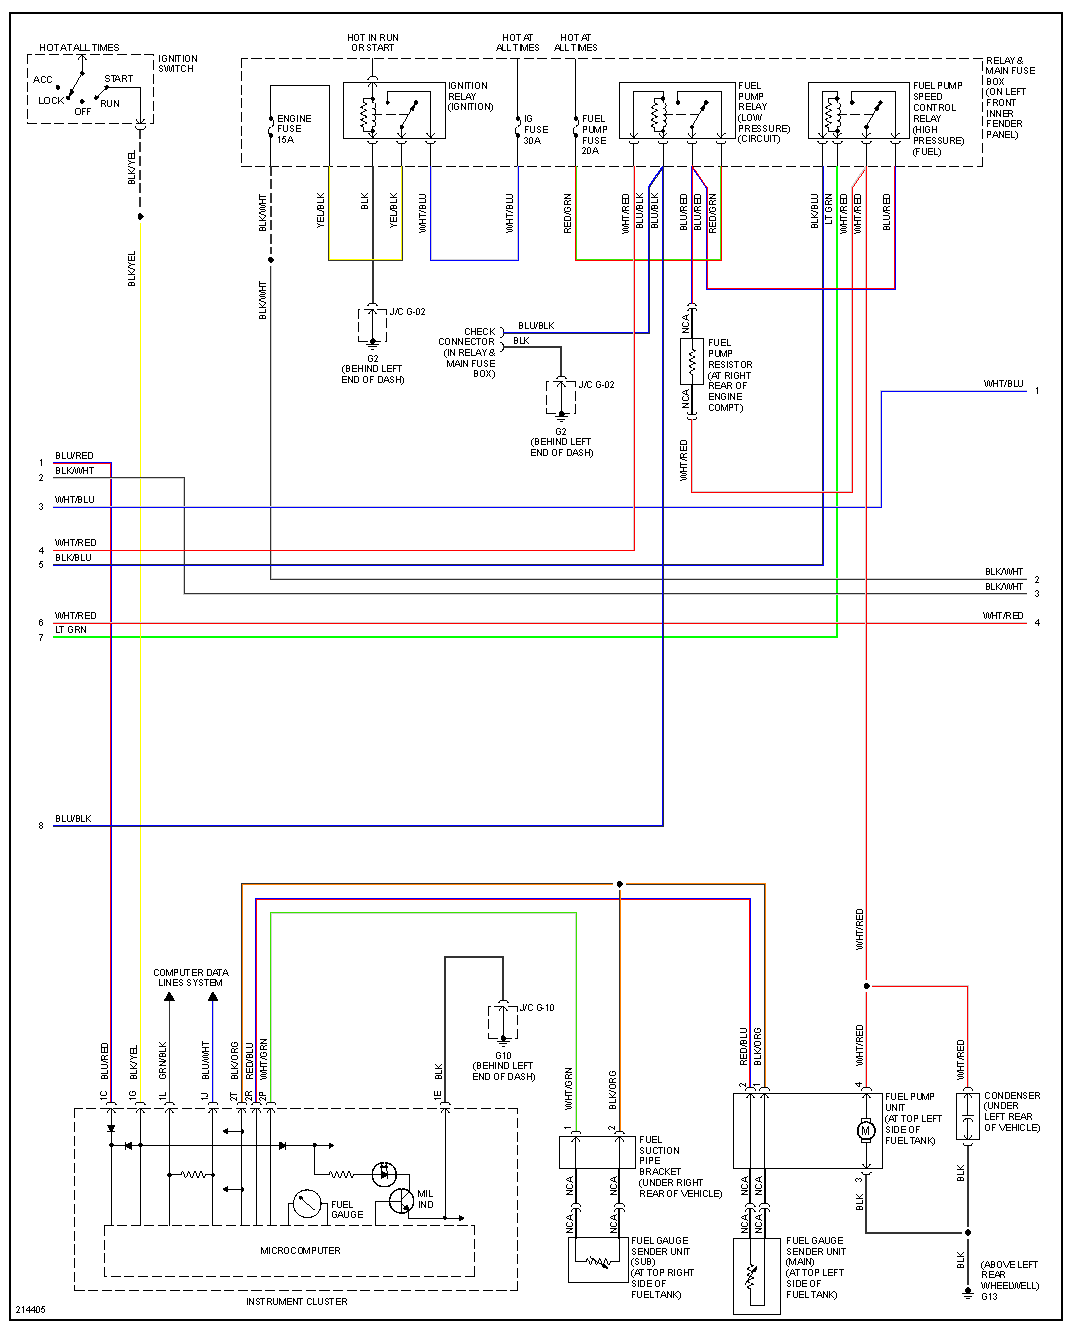 HOT AT ALL TIMES
IGNITION
SWITCH
ACC
LOCK
OFF
START
RUN
HOT IN RUN
OR START
HOT AT
ALL TIMES
HOT AT
ALL TIMES
ENGINE
FUSE
15A
IGNITION
RELAY
(IGNITION)
IG
FUSE
30A
FUEL
PUMP
FUSE
20A
FUEL
PUMP
RELAY
(LOW
PRESSURE)
(CIRCUIT)
FUEL PUMP
SPEED
CONTROL
RELAY
(HIGH
PRESSURE)
(FUEL)
RELAY &
MAIN FUSE
BOX
(ON LEFT
FRONT
INNER
FENDER
PANEL)
BLK/YEL
BLK/YEL
BLK/WHT
BLK/WHT
YEL/BLK
BLK
YEL/BLK
WHT/BLU
WHT/BLU
RED/GRN
WHT/RED
BLU/BLK
BLU/BLK
BLU/RED
BLU/RED
RED/GRN
BLK/BLU
LT GRN
WHT/RED
WHT/RED
BLU/RED
J/C G-02
G2
(BEHIND LEFT
END OF DASH)
CHECK
CONNECTOR
(IN RELAY &
MAIN FUSE
BOX)
BLU/BLK
BLK
J/C G-02
G2
(BEHIND LEFT
END OF DASH)
NCA
FUEL
PUMP
RESISTOR
(AT RIGHT
REAR OF
ENGINE
COMPT)
NCA
WHT/RED
WHT/BLU 1
1 BLU/RED
2 BLK/WHT
3 WHT/BLU
4 WHT/RED
5 BLK/BLU
BLK/WHT 2
BLK/WHT 3
6 WHT/RED
WHT/RED 4
7 LT GRN
8 BLU/BLK
WHT/RED
COMPUTER DATA
LINES SYSTEM
J/C G-10
G10
(BEHIND LEFT
END OF DASH)
BLU/RED
BLK/YEL
GRN/BLK
BLU/WHT
BLK/ORG
RED/BLU
WHT/GRN
BLK
1C
1G
1L
1J
2T
2R
2P
1E
WHT/GRN
BLK/ORG
RED/BLU
BLK/ORG
WHT/RED
WHT/RED
1
2
2
1
4
FUEL
SUCTION
PIPE
BRACKET
(UNDER RIGHT
REAR OF VEHICLE)
FUEL PUMP
UNIT
(AT TOP LEFT
SIDE OF
FUEL TANK)
M
CONDENSER
(UNDER
LEFT REAR
OF VEHICLE)
3
BLK
BLK
BLK
NCA
NCA
NCA
NCA
NCA
NCA
NCA
NCA
MIL
IND
FUEL
GAUGE
MICROCOMPUTER
INSTRUMENT CLUSTER
FUEL GAUGE
SENDER UNIT
(SUB)
(AT TOP RIGHT
SIDE OF
FUEL TANK)
FUEL GAUGE
SENDER UNIT
(MAIN)
(AT TOP LEFT
SIDE OF
FUEL TANK)
(ABOVE LEFT
REAR
WHEELWELL)
G13
214405